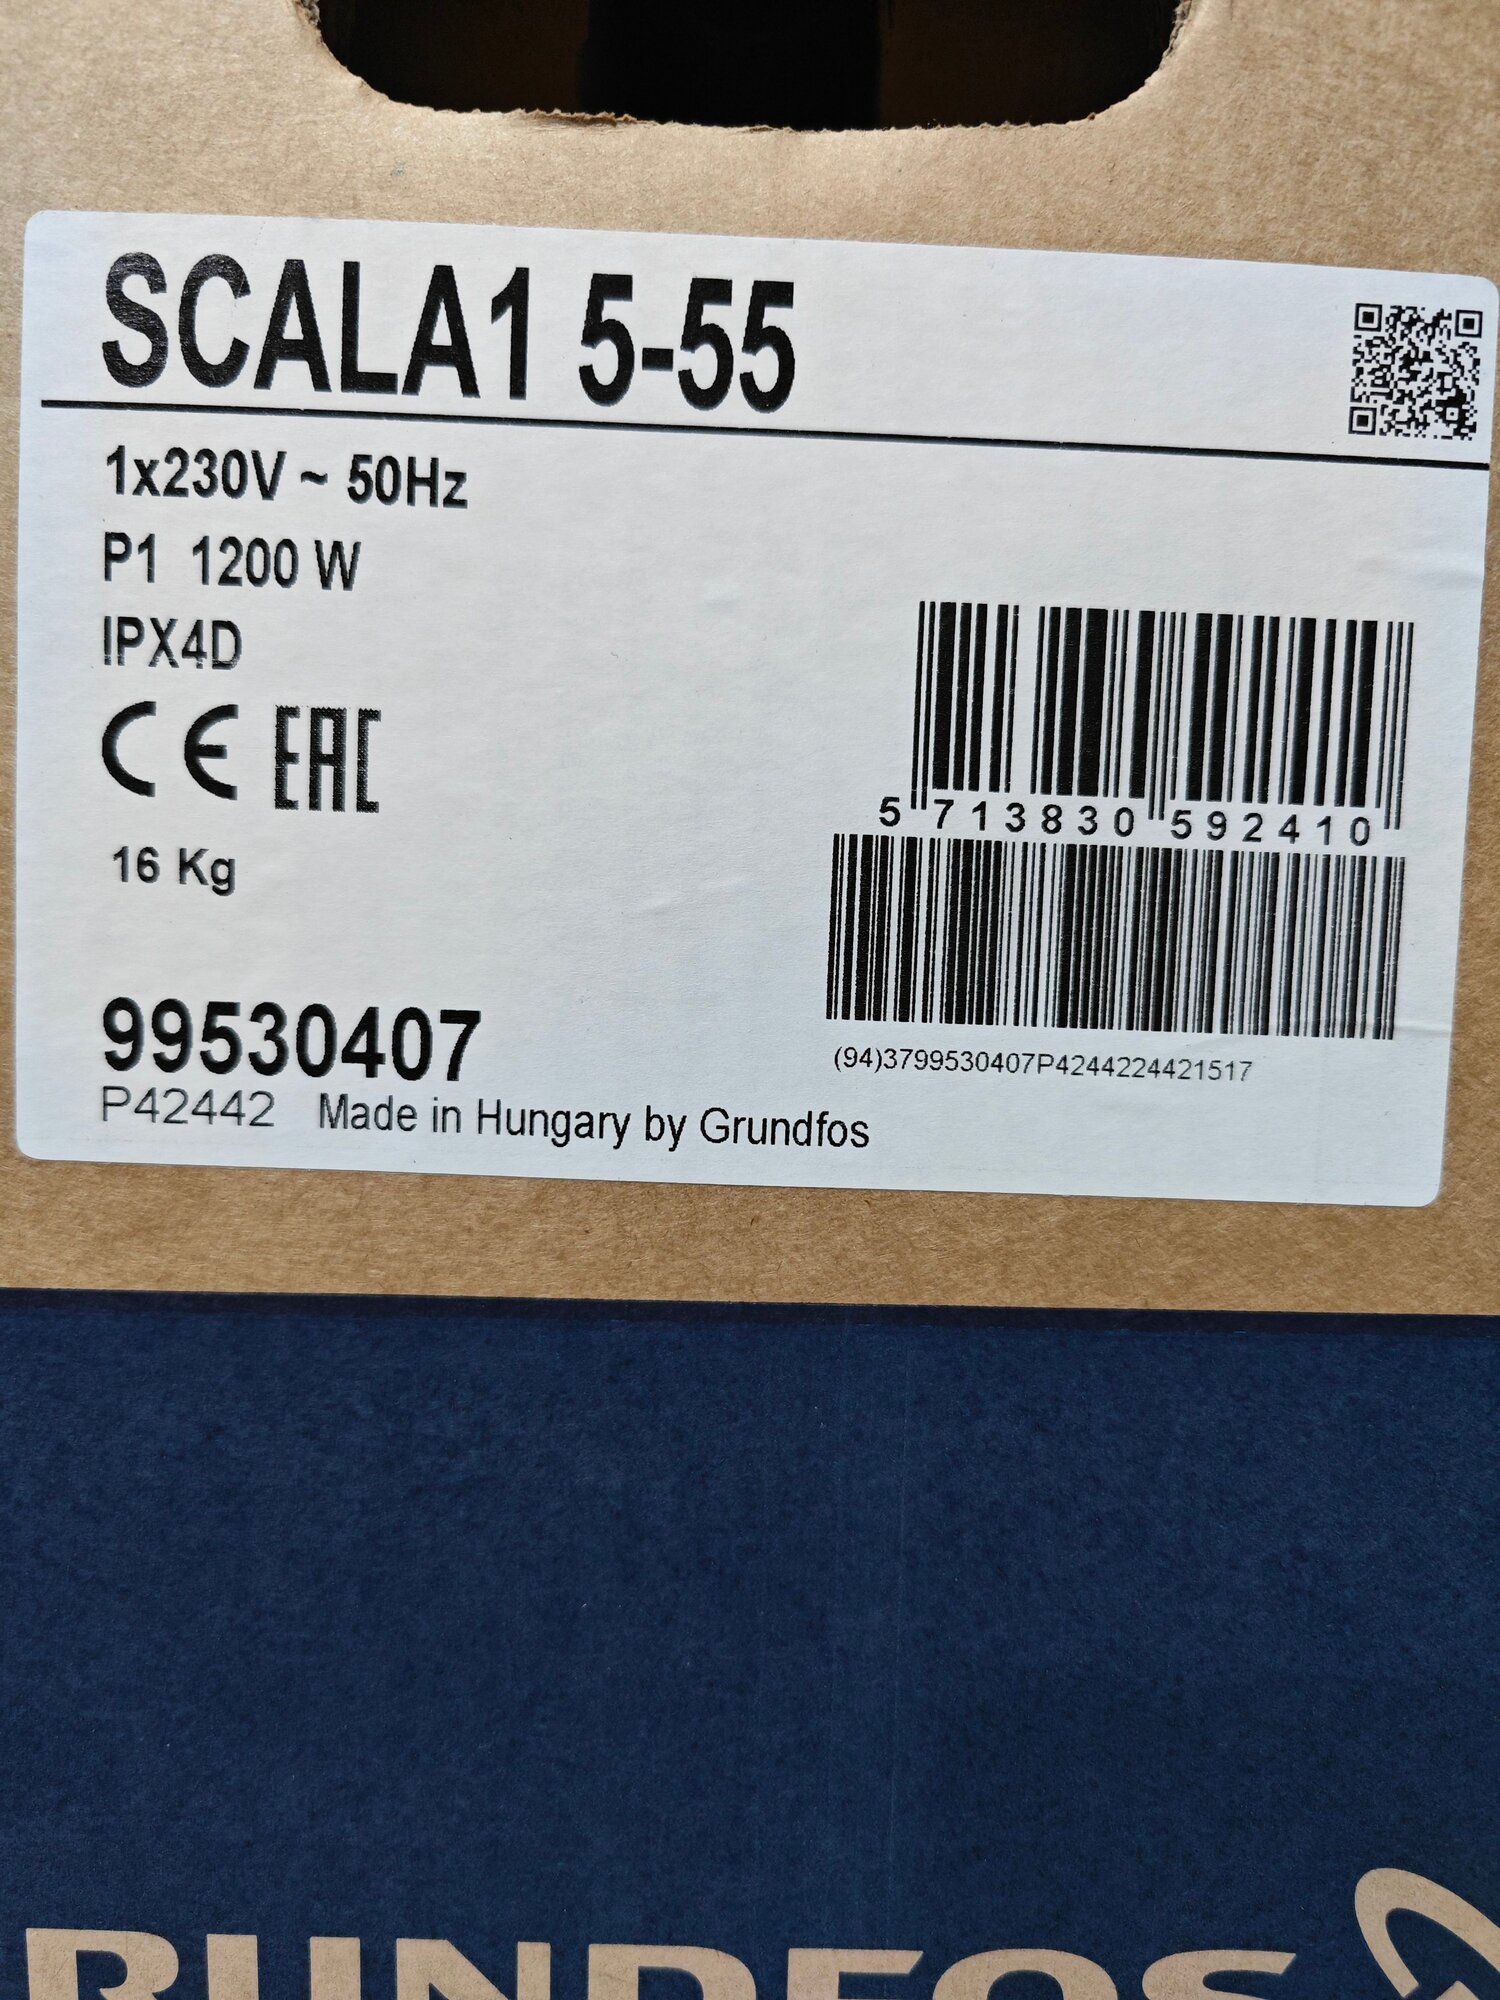 SCALA1 5-55
1x230V ~ 50Hz
P1 1200 W
IPX4D
CE EAC
16 Kg
5 713830 592410
(94)3799530407P4244224421517
99530407
P42442 Made in Hungary by Grundfos
RUNDFOS